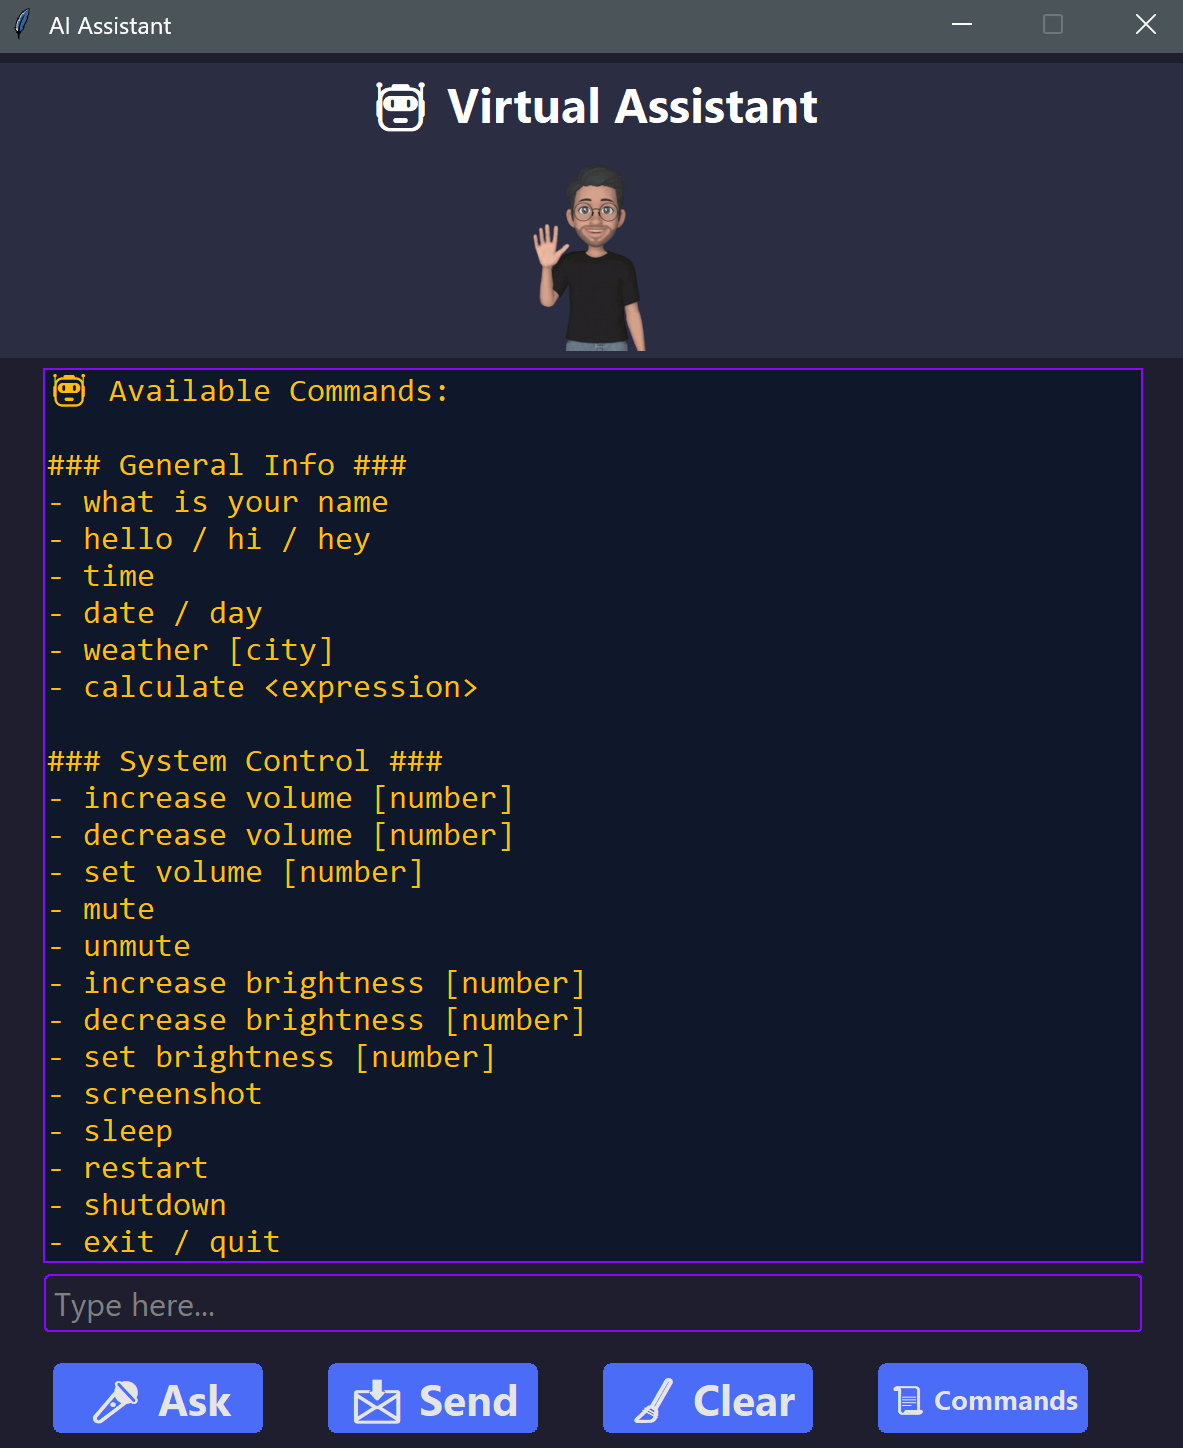 AI Assistant
Virtual Assistant
Available Commands:
### General Info ###
- what is your name
- hello / hi / hey
- time
- date / day
- weather [city]
- calculate <expression>
### System Control ###
- increase volume [number]
- decrease volume [number]
- set volume [number]
- mute
- unmute
- increase brightness [number]
- decrease brightness [number]
- set brightness [number]
- screenshot
- sleep
- restart
- shutdown
- exit / quit
Type here...
Ask Send Clear Commands